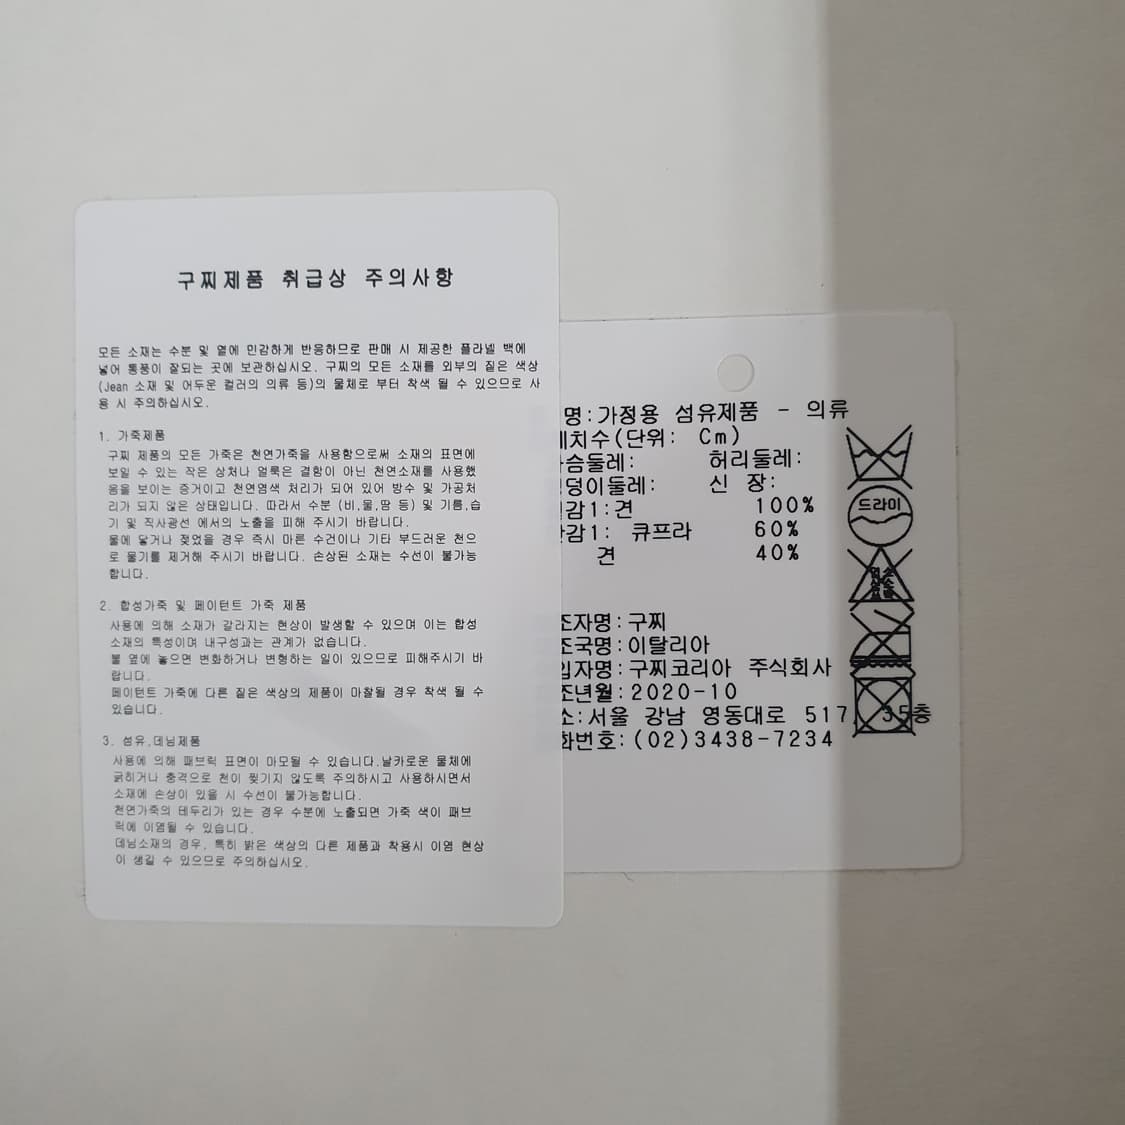 구찌제품 취급상 주의사항
모든 소재는 수분 및 열에 민감하게 반응하므로 판매 시 제공한 플라넬 백에
넣어 통풍이 잘되는 곳에 보관하십시오. 구찌의 모든 소재를 외부의 짙은 색상
(Jean 소재 및 어두운 컬러의 의류 등)의 물체로 부터 착색 될 수 있으므로 사
용 시 주의하십시오.
1. 가죽제품
구찌 제품의 모든 가죽은 천연가죽을 사용함으로써 소재의 표면에
보일 수 있는 작은 상처나 얼룩은 결함이 아닌 천연소재를 사용했
음을 보이는 증거이고 천연염색 처리가 되어 있어 방수 및 가공처
리가 되지 않은 상태입니다. 따라서 수분 (비,물,땀 등) 및 기름,습
기 및 직사광선 에서의 노출을 피해 주시기 바랍니다.
물에 닿거나 젖었을 경우 즉시 마른 수건이나 기타 부드러운 천으
로 물기를 제거해 주시기 바랍니다. 손상된 소재는 수선이 불가능
합니다.
2. 합성가죽 및 페이턴트 가죽 제품
사용에 의해 소재가 갈라지는 현상이 발생할 수 있으며 이는 합성
소재의 특성이며 내구성과는 관계가 없습니다.
불 옆에 놓으면 변화하거나 변형하는 일이 있으므로 피해주시기 바
랍니다.
페이턴트 가죽에 다른 짙은 색상의 제품이 마찰될 경우 착색 될 수
있습니다.
3. 섬유,데님제품
사용에 의해 패브릭 표면이 마모될 수 있습니다.날카로운 물체에
긁히거나 충격으로 천이 찢기지 않도록 주의하시고 사용하시면서
소재에 손상이 있을 시 수선이 불가능합니다.
천연가죽의 테두리가 있는 경우 수분에 노출되면 가죽 색이 패브
릭에 이염될 수 있습니다.
데님소재의 경우, 특히 밝은 색상의 다른 제품과 착용시 이염 현상
이 생길 수 있으므로 주의하십시오.
명:가정용 섬유제품 - 의류
치수(단위: Cm)
슴둘레: 허리둘레:
덩이둘레: 신 장:
감1:견 100%
감1: 큐프라 60%
견 40%
조자명:구찌
조국명:이탈리아
입자명:구찌코리아 주식회사
조년월:2020-10
소:서울 강남 영동대로 517, 35층
화번호:(02)3438-7234
드라이